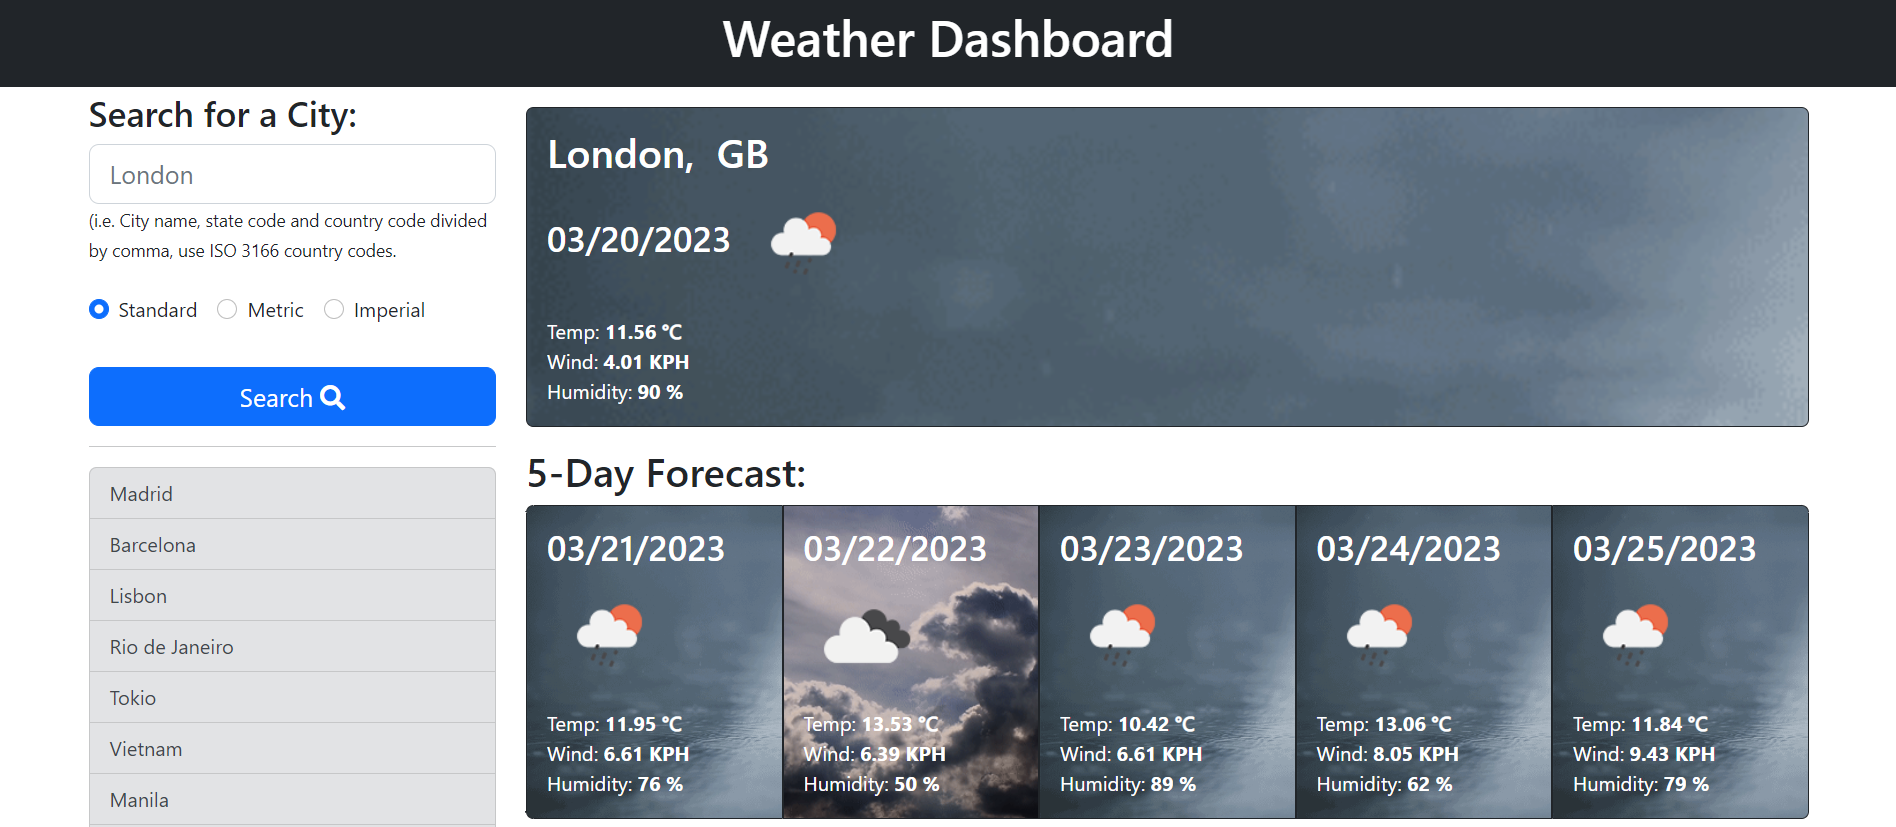 Weather Dashboard
Search for a City:
London
(i.e. City name, state code and country code divided
by comma, use ISO 3166 country codes.
Standard Metric Imperial
Search
Madrid
Barcelona
Lisbon
Rio de Janeiro
Tokio
Vietnam
Manila
London, GB
03/20/2023
Temp: 11.56 ℃
Wind: 4.01 KPH
Humidity: 90 %
5-Day Forecast:
03/21/2023
Temp: 11.95 ℃
Wind: 6.61 KPH
Humidity: 76 %
03/22/2023
Temp: 13.53 ℃
Wind: 6.39 KPH
Humidity: 50 %
03/23/2023
Temp: 10.42 ℃
Wind: 6.61 KPH
Humidity: 89 %
03/24/2023
Temp: 13.06 ℃
Wind: 8.05 KPH
Humidity: 62 %
03/25/2023
Temp: 11.84 ℃
Wind: 9.43 KPH
Humidity: 79 %